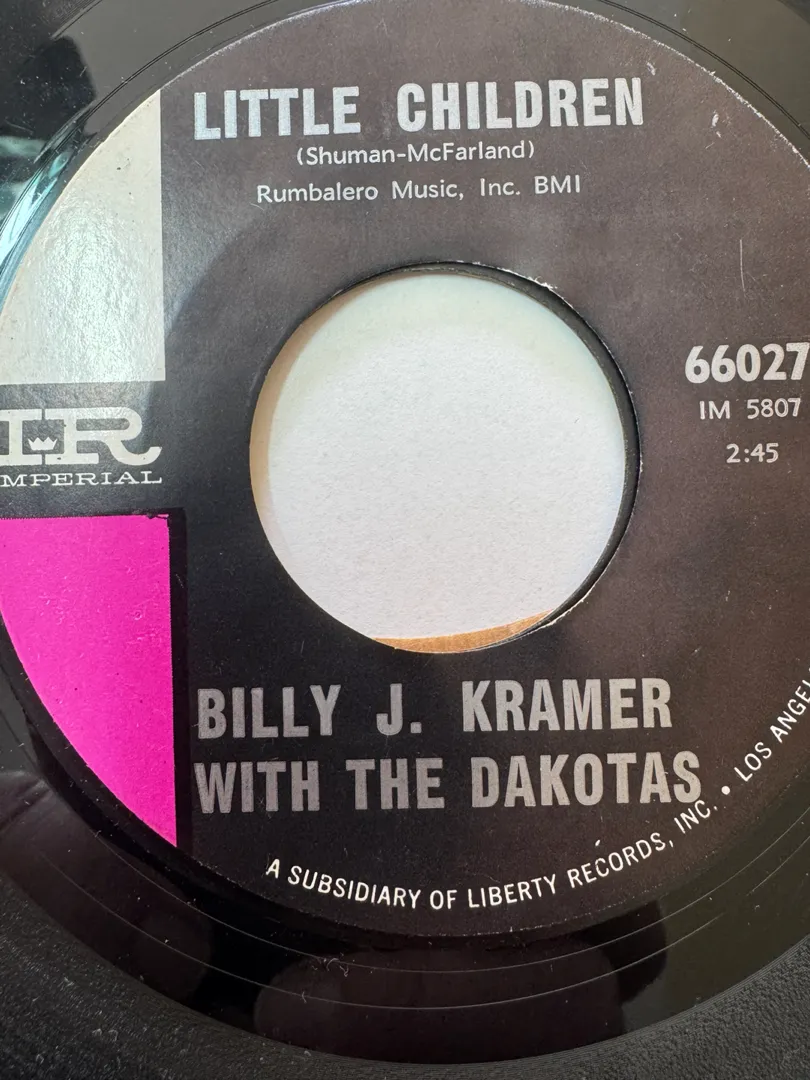 LITTLE CHILDREN
(Shuman-McFarland)
Rumbalero Music, Inc. BMI
66027
IM 5807
2:45
IR
MPERIAL
BILLY J. KRAMER
WITH THE DAKOTAS
A SUBSIDIARY OF LIBERTY RECORDS, INC. • LOS ANGEL